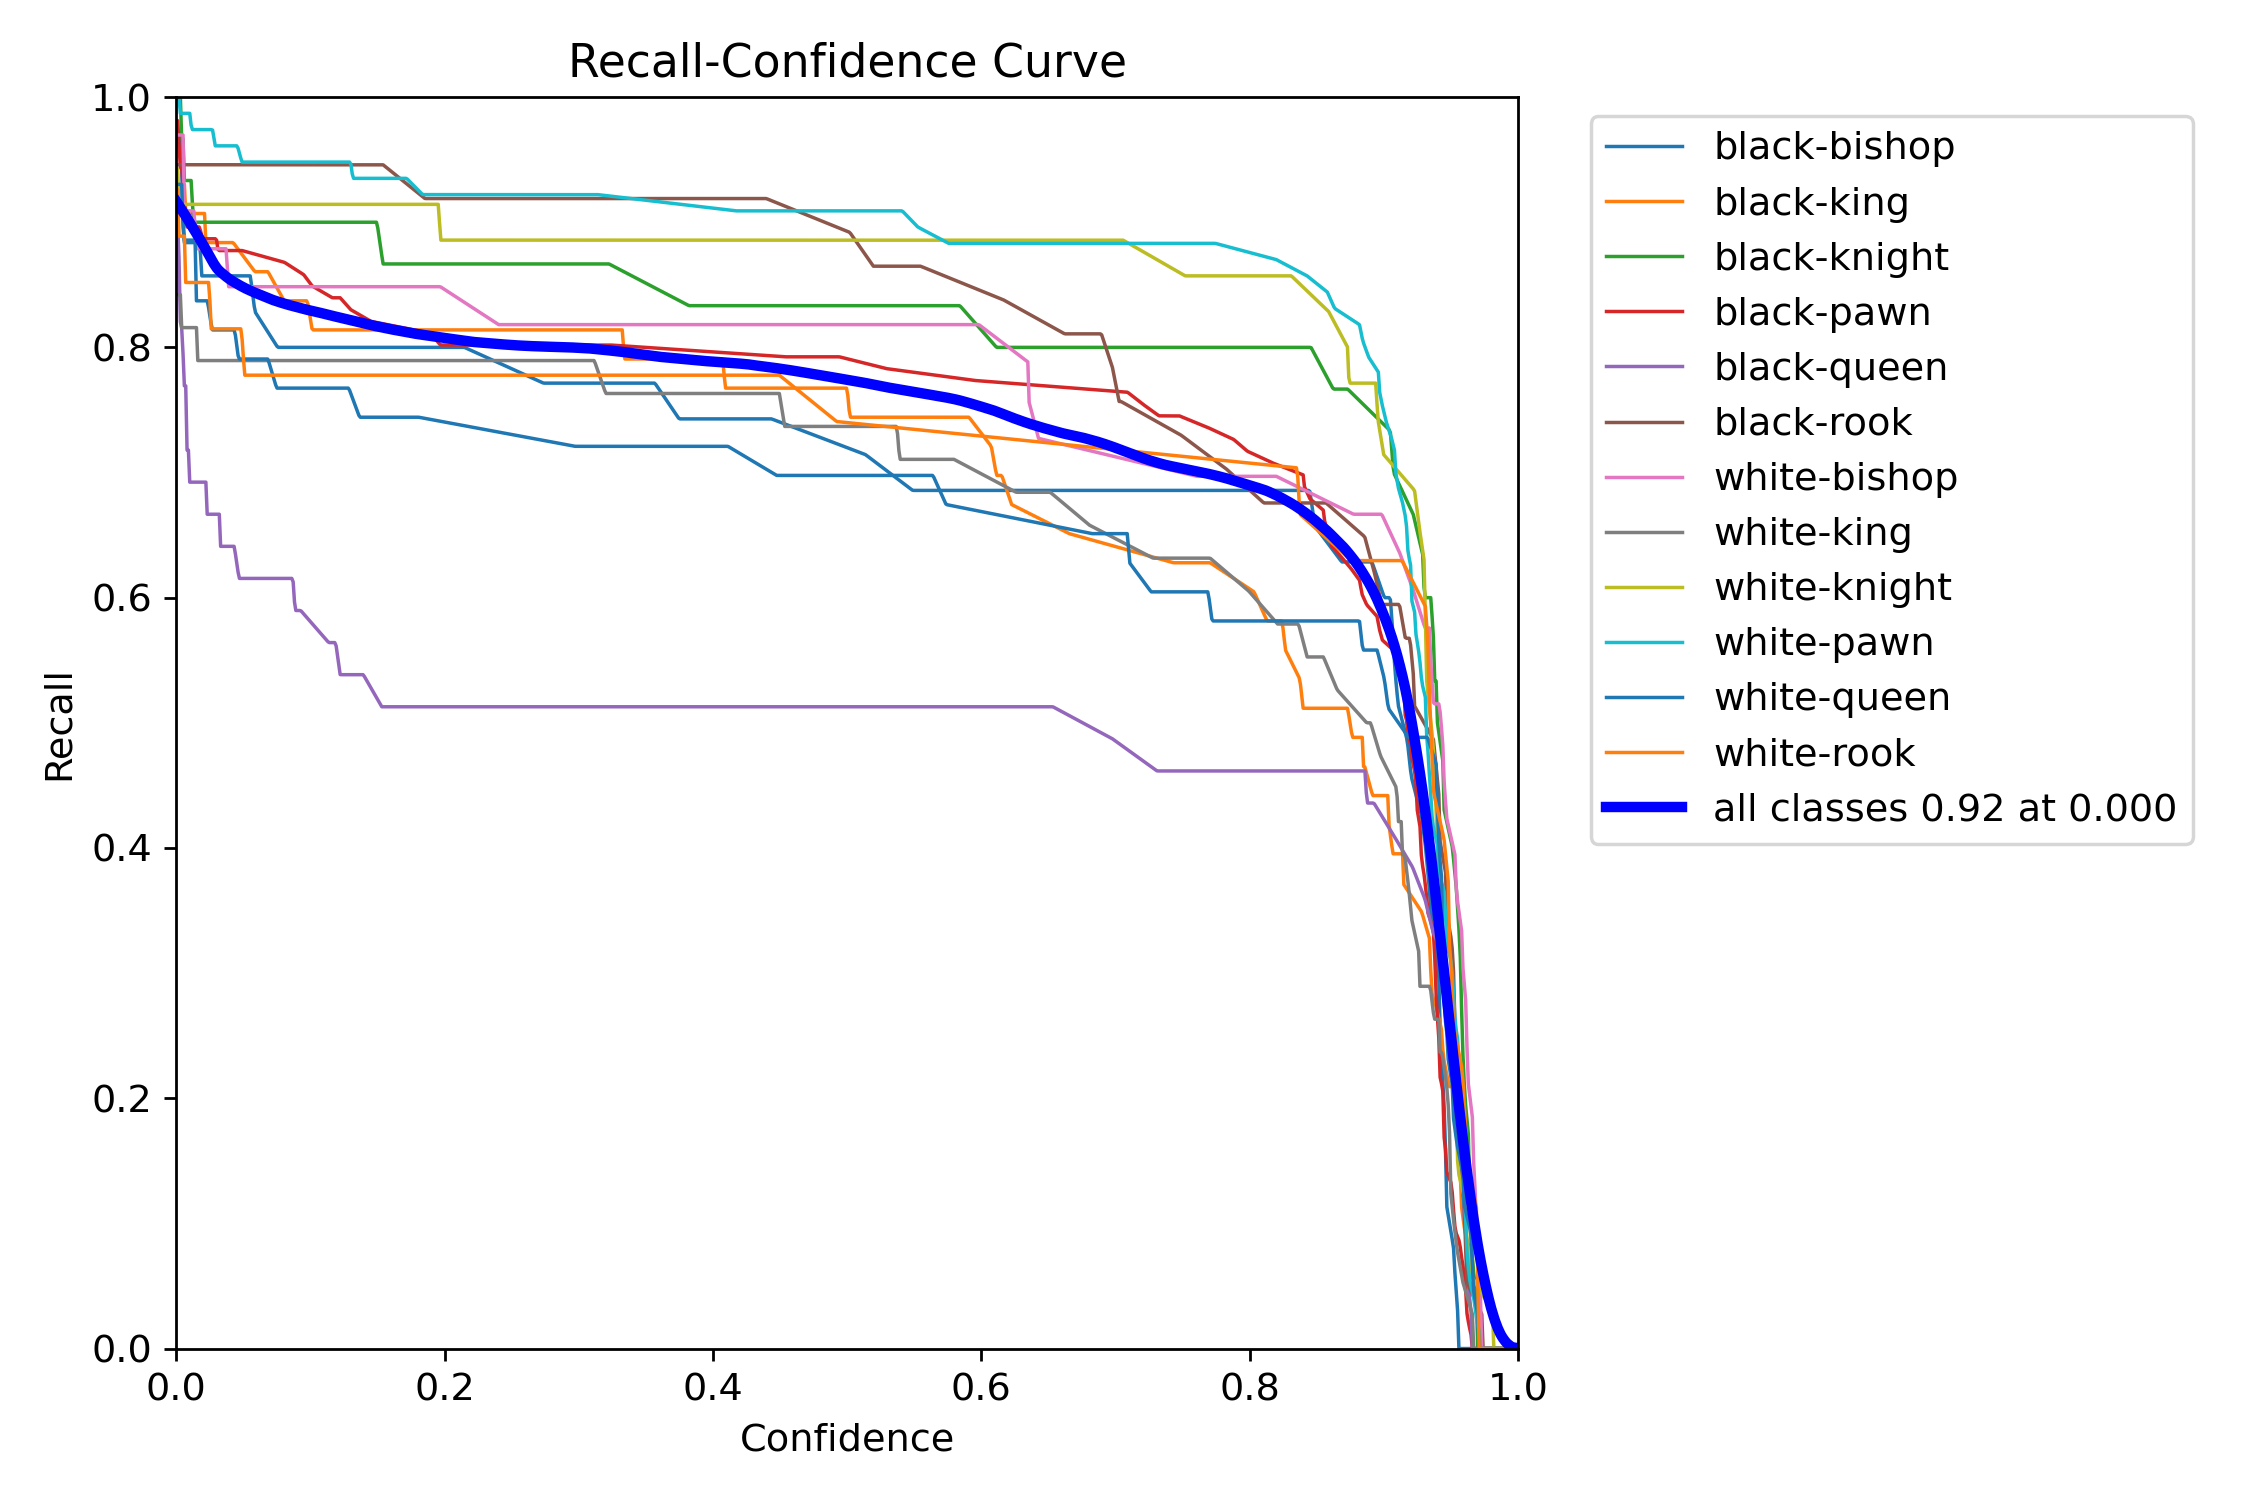 Recall-Confidence Curve
1.0
0.8
0.6
0.4
0.2
0.0
Recall
0.0 0.2 0.4 0.6 0.8 1.0
Confidence
black-bishop
black-king
black-knight
black-pawn
black-queen
black-rook
white-bishop
white-king
white-knight
white-pawn
white-queen
white-rook
all classes 0.92 at 0.000